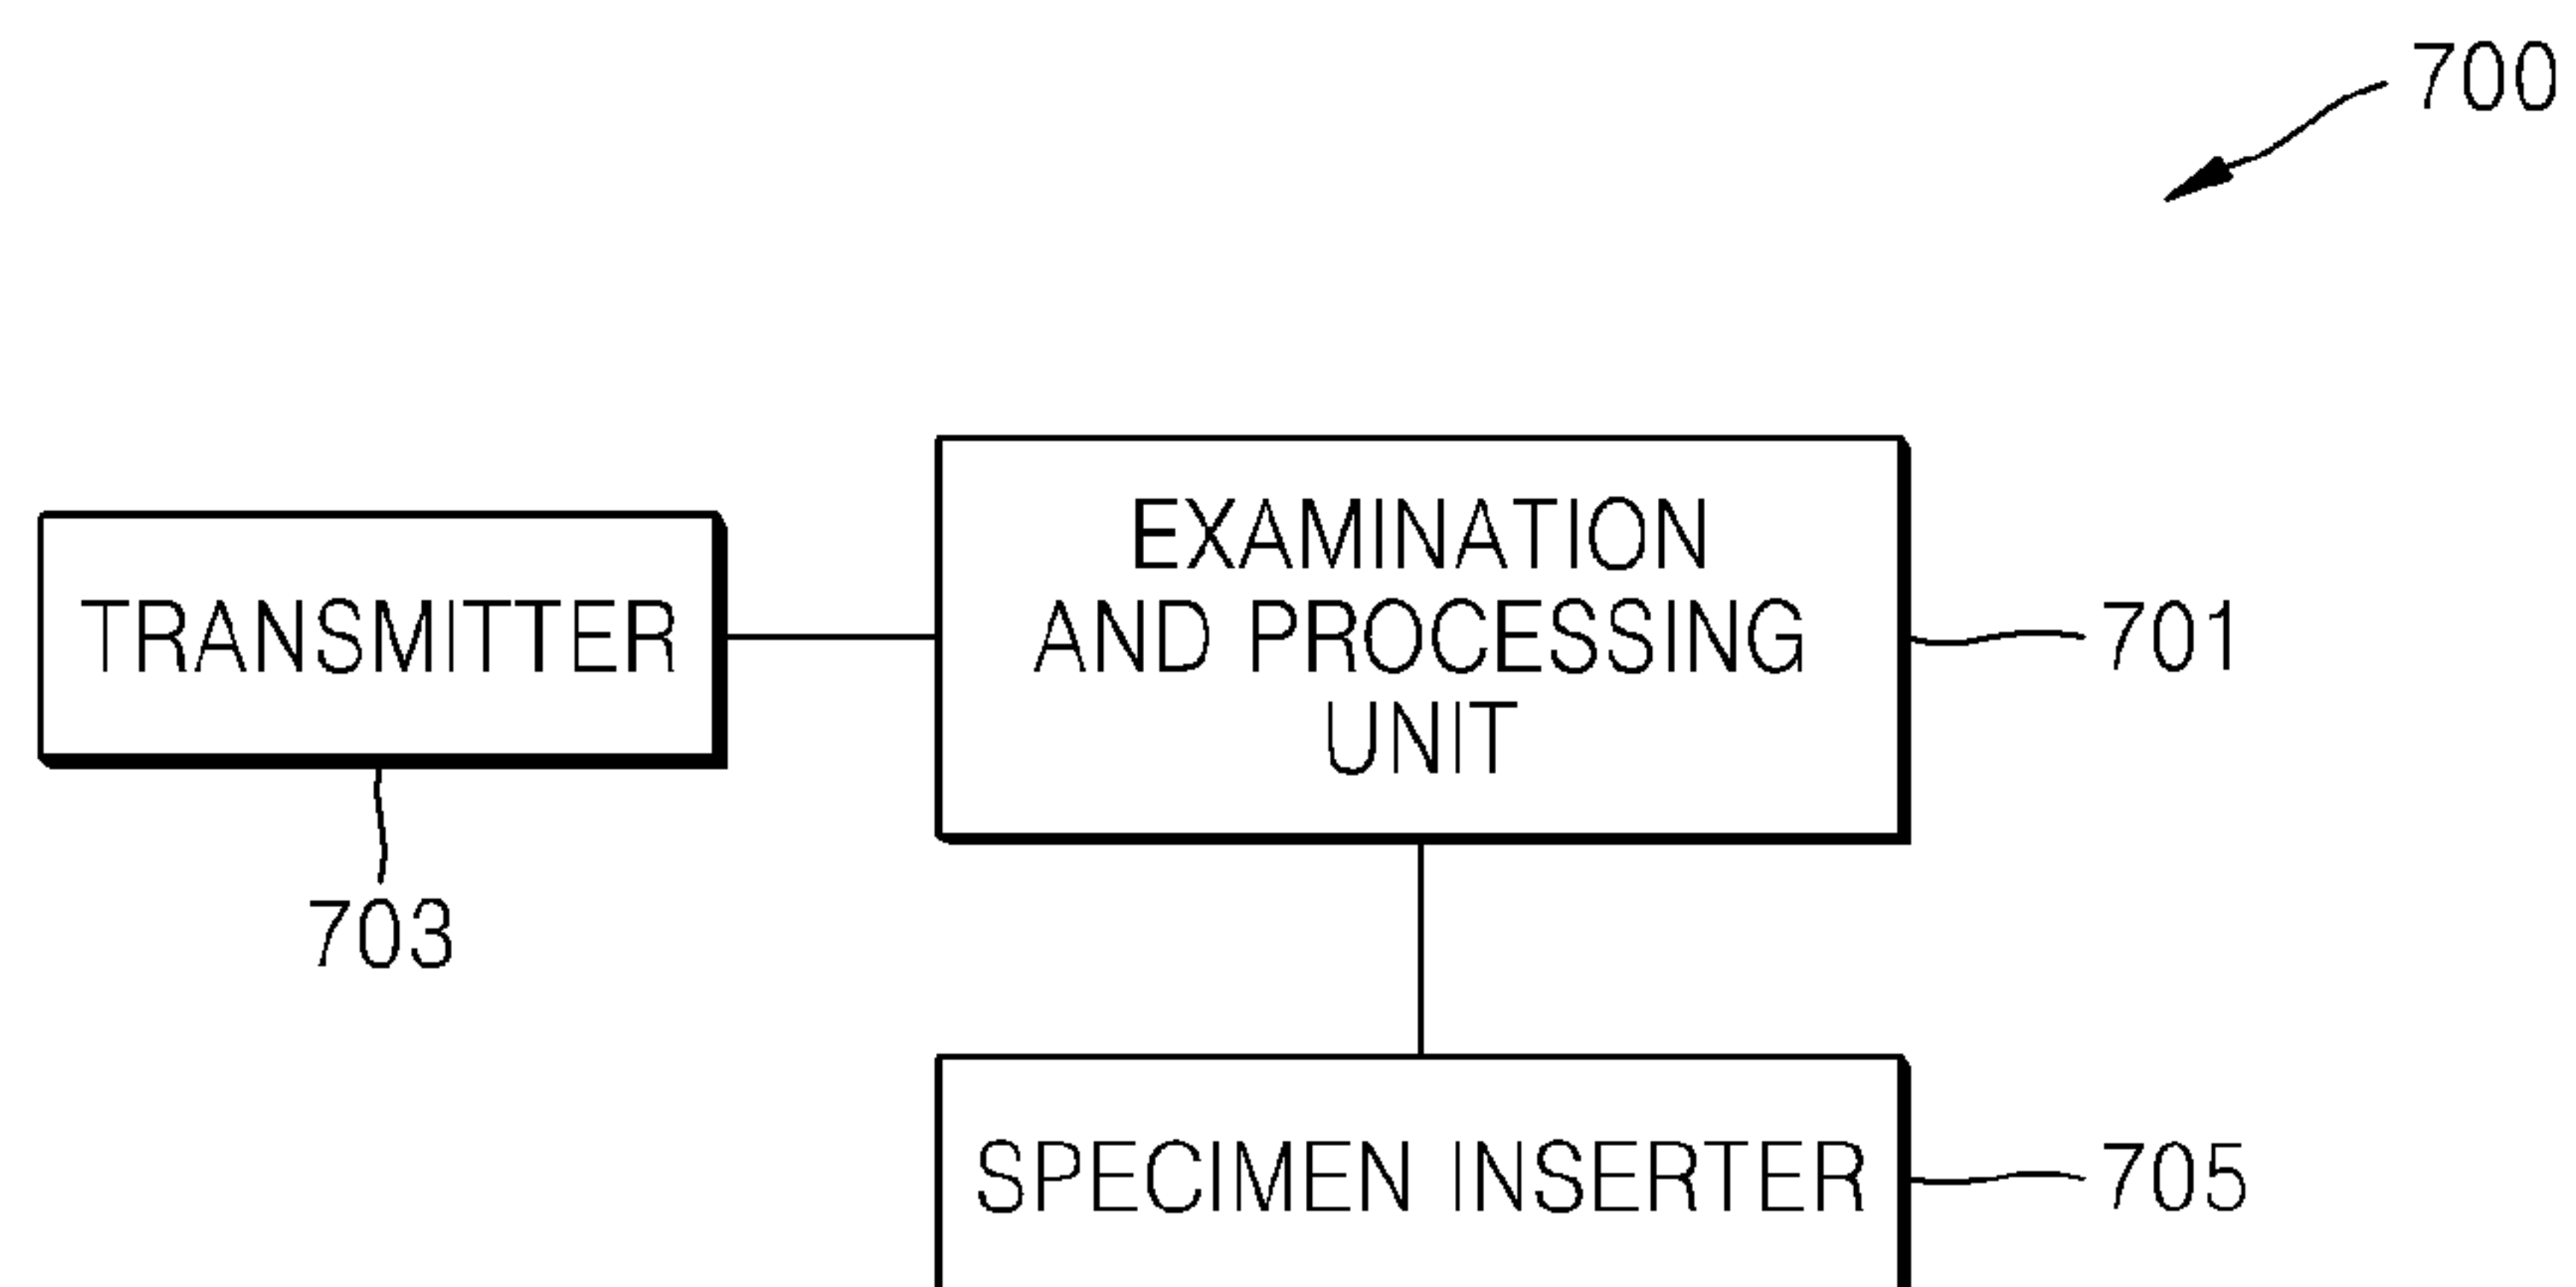 700
EXAMINATION
AND PROCESSING
UNIT
TRANSMITTER
701
703
SPECIMEN INSERTER
705